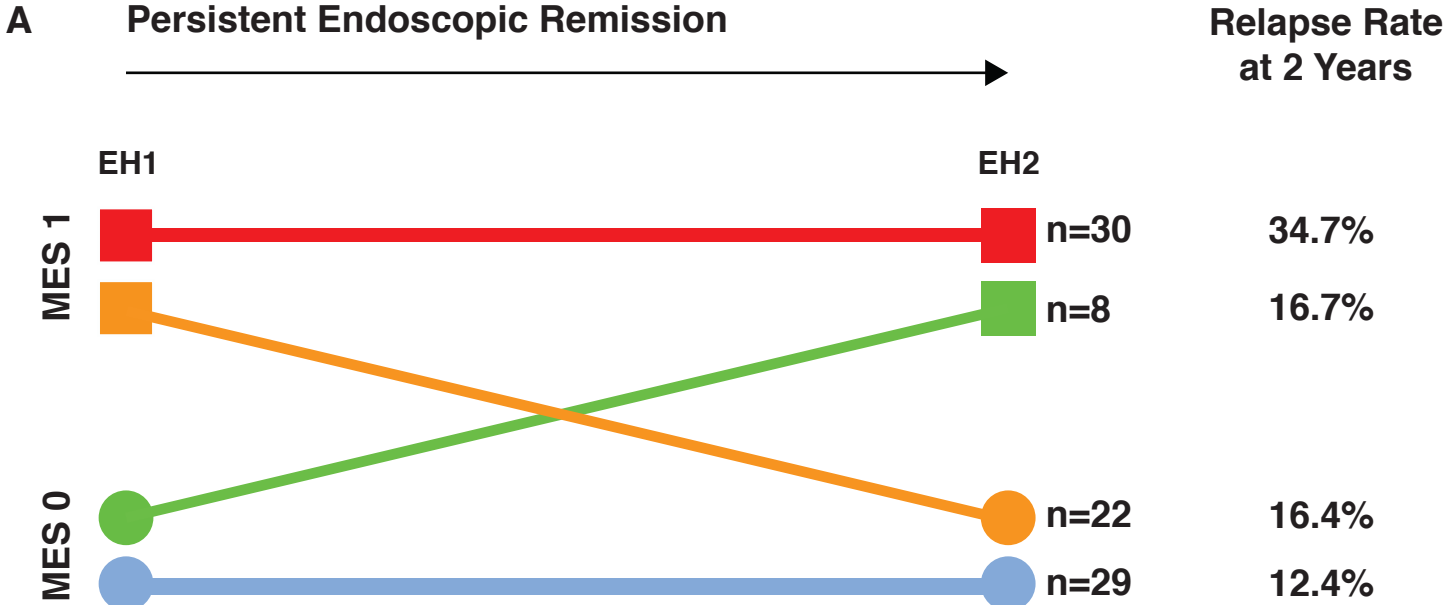 A Persistent Endoscopic Remission
Relapse Rate
at 2 Years
EH1 EH2
MES 1
n=30 34.7%
n=8 16.7%
MES 0
n=22 16.4%
n=29 12.4%